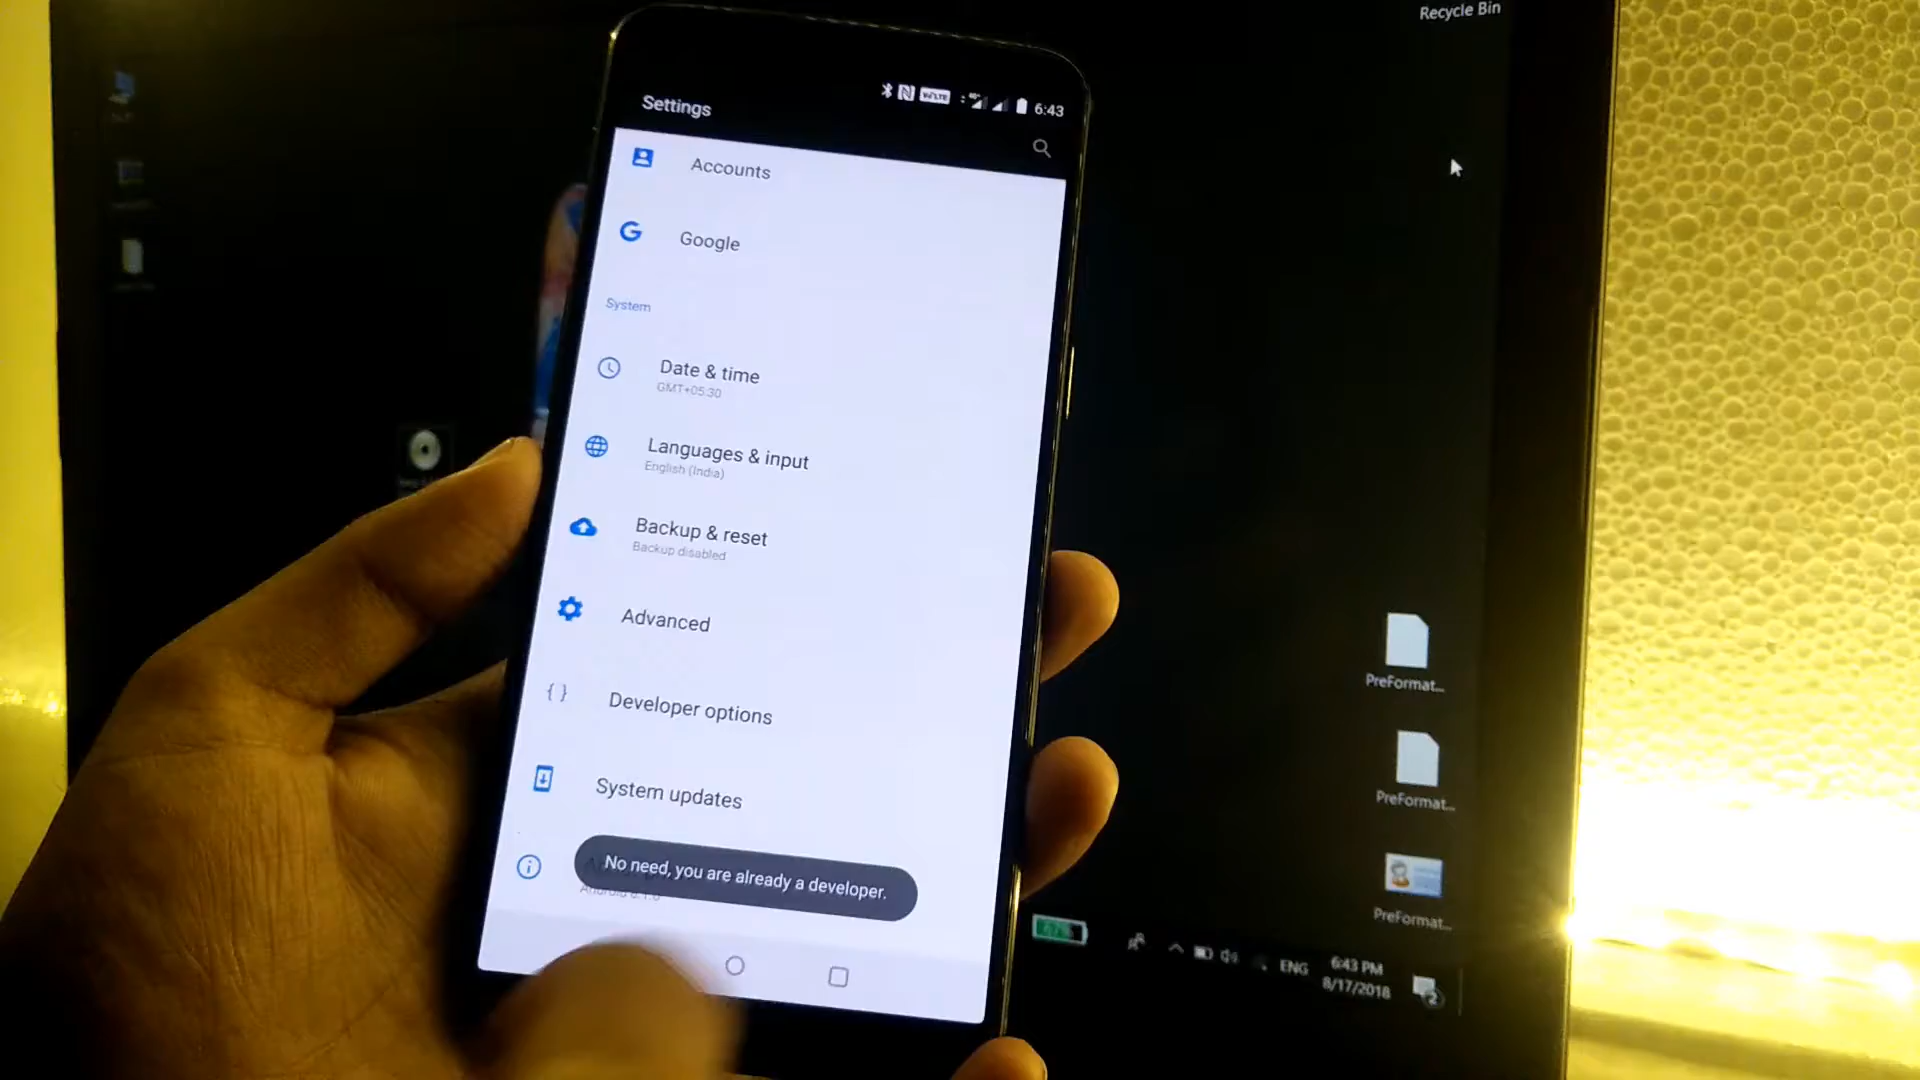 Recycle Bin
Settings
VoLTE
6:43
Accounts
Google
System
Date & time
GMT+05:30
Languages & input
English (India)
Backup & reset
Backup disabled
Advanced
{ } Developer options
System updates
No need, you are already a developer.
PreFormat...
PreFormat...
PreFormat...
ENG
6:43 PM
8/17/2018
2